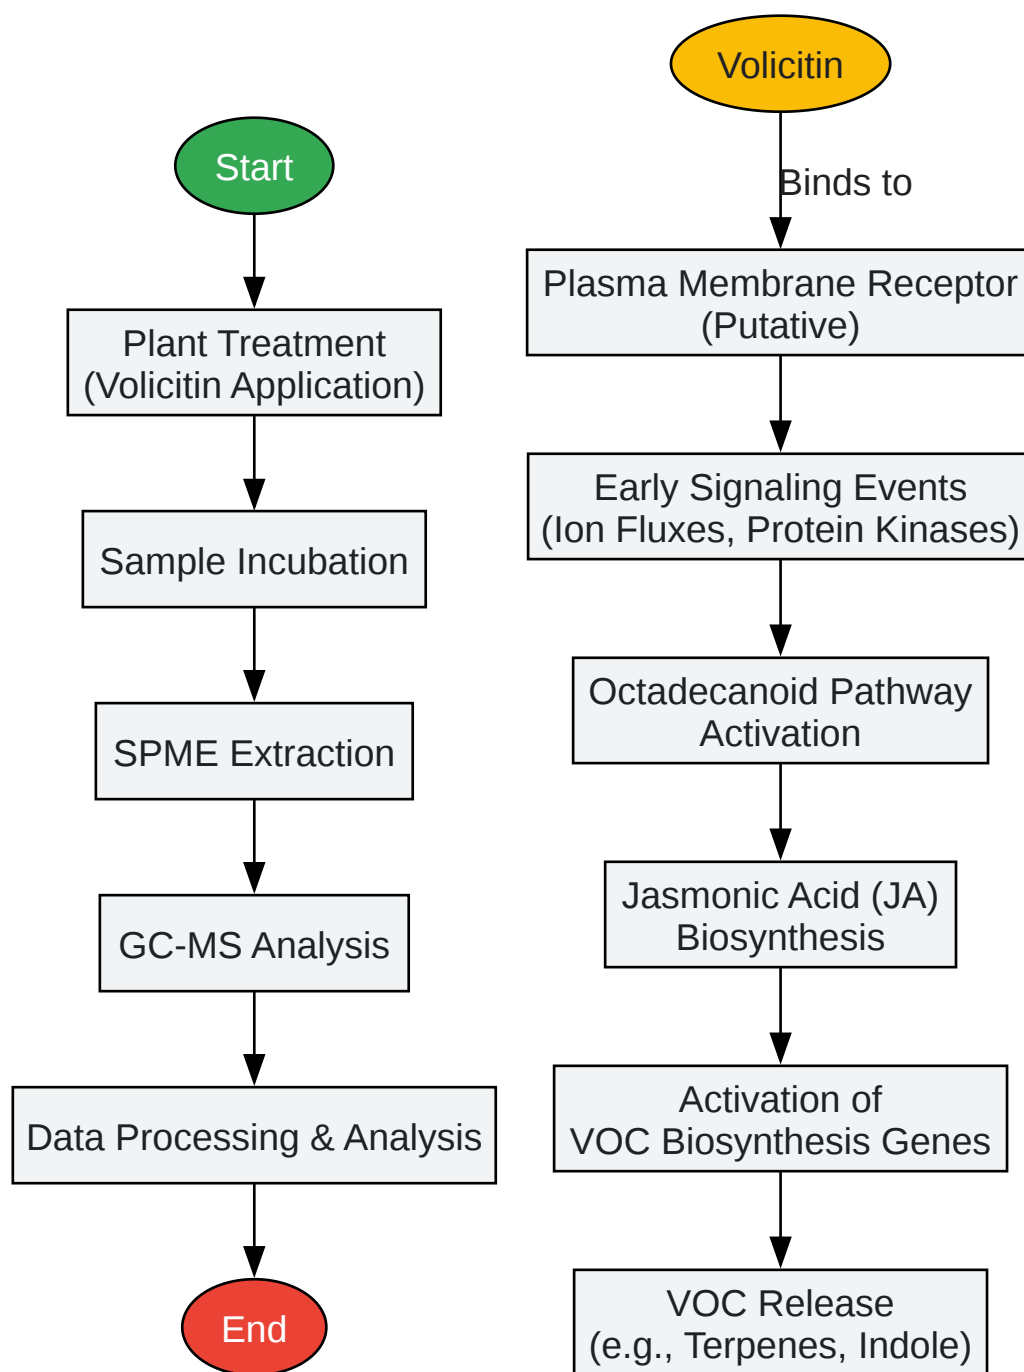 Start
Plant Treatment
(Volicitin Application)
Sample Incubation
SPME Extraction
GC-MS Analysis
Data Processing & Analysis
End
Volicitin
Binds to
Plasma Membrane Receptor
(Putative)
Early Signaling Events
(Ion Fluxes, Protein Kinases)
Octadecanoid Pathway
Activation
Jasmonic Acid (JA)
Biosynthesis
Activation of
VOC Biosynthesis Genes
VOC Release
(e.g., Terpenes, Indole)